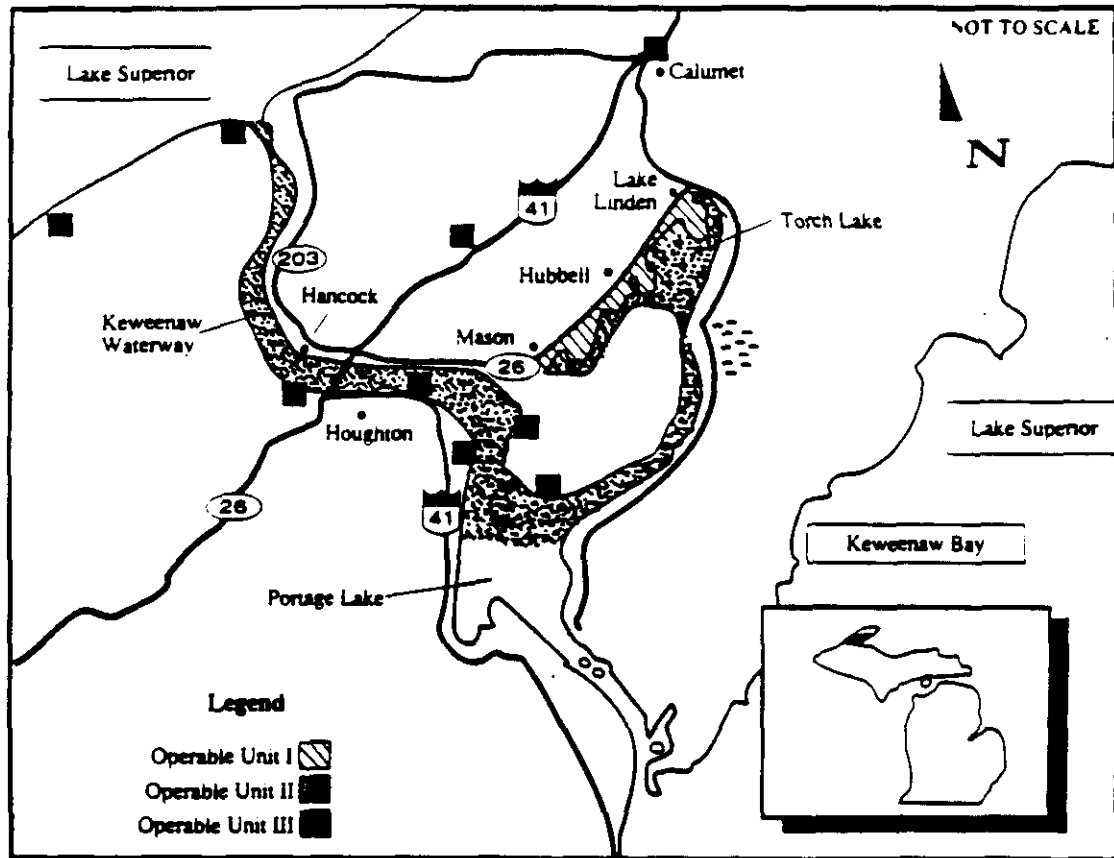 NOT TO SCALE
Lake Superior
Calumet
N
Lake
Linden
41
Torch Lake
203
Hubbell
Hancock
Keweenaw
Waterway
Mason
26
Houghton
Lake Superior
26
41
Keweenaw Bay
Portage Lake
Legend
Operable Unit I
Operable Unit II
Operable Unit III